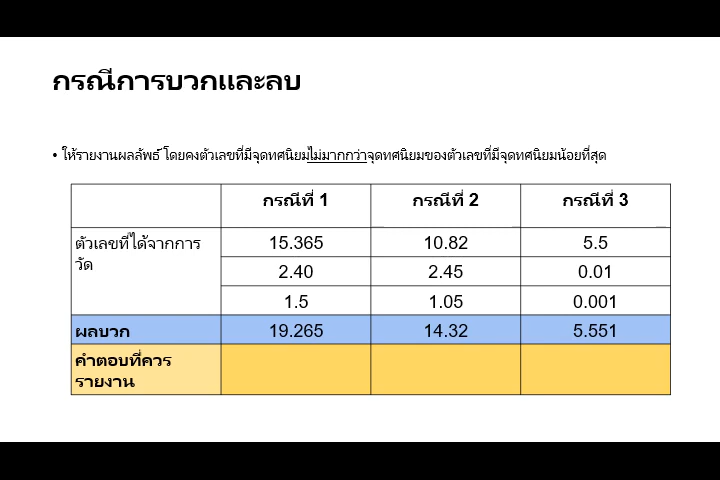 กรณีการบวกและลบ
• ให้รายงานผลลัพธ์ โดยคงตัวเลขที่มีจุดทศนิยมไม่มากกว่าจุดทศนิยมของตัวเลขที่มีจุดทศนิยมน้อยที่สุด
กรณีที่ 1 กรณีที่ 2 กรณีที่ 3
ตัวเลขที่ได้จากการ
วัด
15.365 10.82 5.5
2.40 2.45 0.01
1.5 1.05 0.001
ผลบวก 19.265 14.32 5.551
คำตอบที่ควร
รายงาน